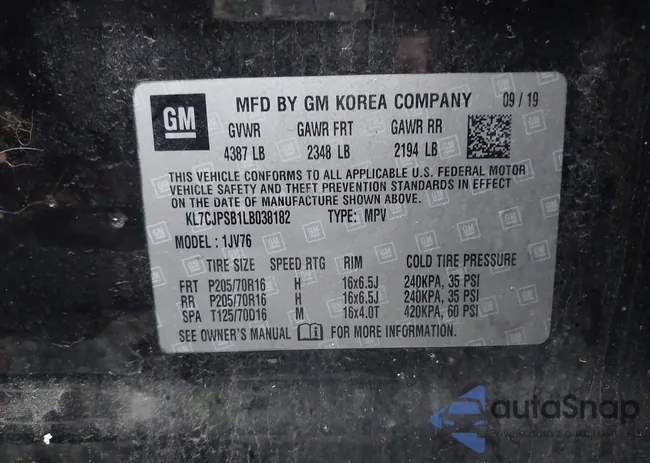 GM MFD BY GM KOREA COMPANY 09 / 19
GVWR GAWR FRT GAWR RR
4387 LB 2348 LB 2194 LB
THIS VEHICLE CONFORMS TO ALL APPLICABLE U.S. FEDERAL MOTOR
VEHICLE SAFETY AND THEFT PREVENTION STANDARDS IN EFFECT
ON THE DATE OF MANUFACTURE SHOWN ABOVE.
KL7CJPSB1LB038182 TYPE: MPV
MODEL : 1JV76
TIRE SIZE SPEED RTG RIM COLD TIRE PRESSURE
FRT P205/70R16 H 16x6.5J 240KPA, 35 PSI
RR P205/70R16 H 16x6.5J 240KPA, 35 PSI
SPA T125/70D16 M 16x4.0T 420KPA, 60 PSI
SEE OWNER'S MANUAL FOR MORE INFORMATION.
autoSnap